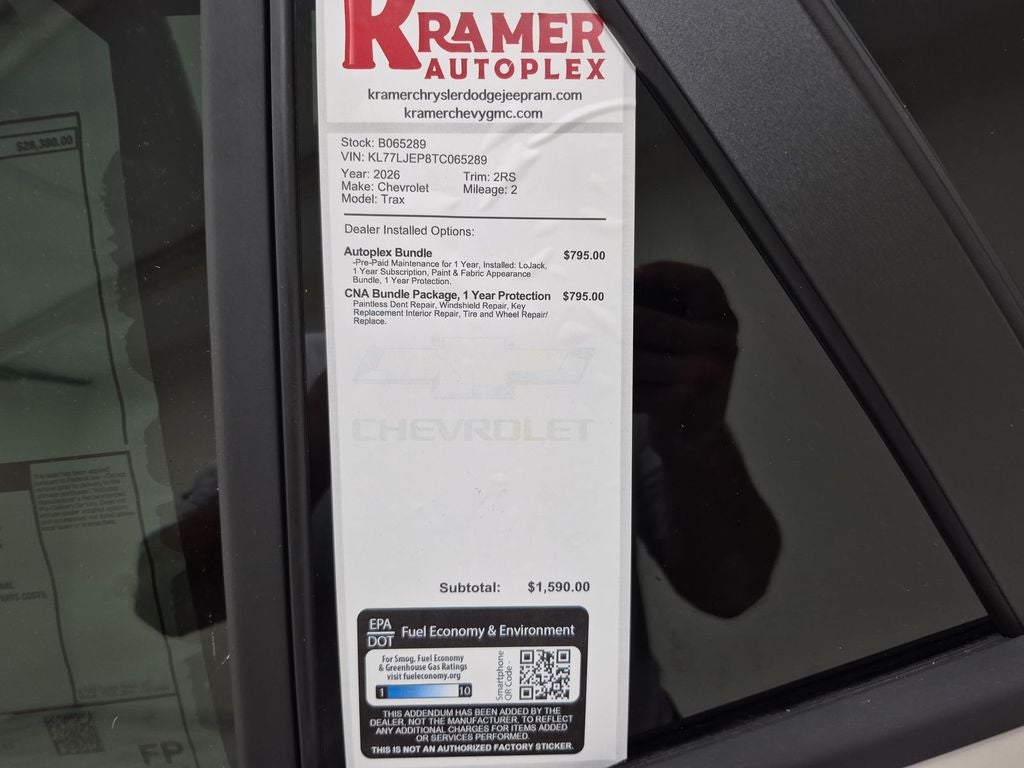 KRAMER
AUTOPLEX
kramerchryslerdodgejeepram.com
kramerchevygmc.com
Stock: B065289
VIN: KL77LJEP8TC065289
Year: 2026 Trim: 2RS
Make: Chevrolet Mileage: 2
Model: Trax
Dealer Installed Options:
Autoplex Bundle $795.00
-Pre-Paid Maintenance for 1 Year, Installed: LoJack,
1 Year Subscription, Paint & Fabric Appearance
Bundle, 1 Year Protection.
CNA Bundle Package, 1 Year Protection $795.00
Paintless Dent Repair, Windshield Repair, Key
Replacement Interior Repair, Tire and Wheel Repair/
Replace.
CHEVROLET
Subtotal: $1,590.00
EPA
DOT
Fuel Economy & Environment
For Smog, Fuel Economy
& Greenhouse Gas Ratings
visit fueleconomy.org
1 10
Smartphone
QR Code -
THIS ADDENDUM HAS BEEN ADDED BY THE
DEALER, NOT THE MANUFACTURER, TO REFLECT
ANY ADDITIONAL CHARGES FOR ITEMS ADDED
OR SERVICES PERFORMED.
THIS IS NOT AN AUTHORIZED FACTORY STICKER.
$28,380.00
PARTS COSTS.
FP